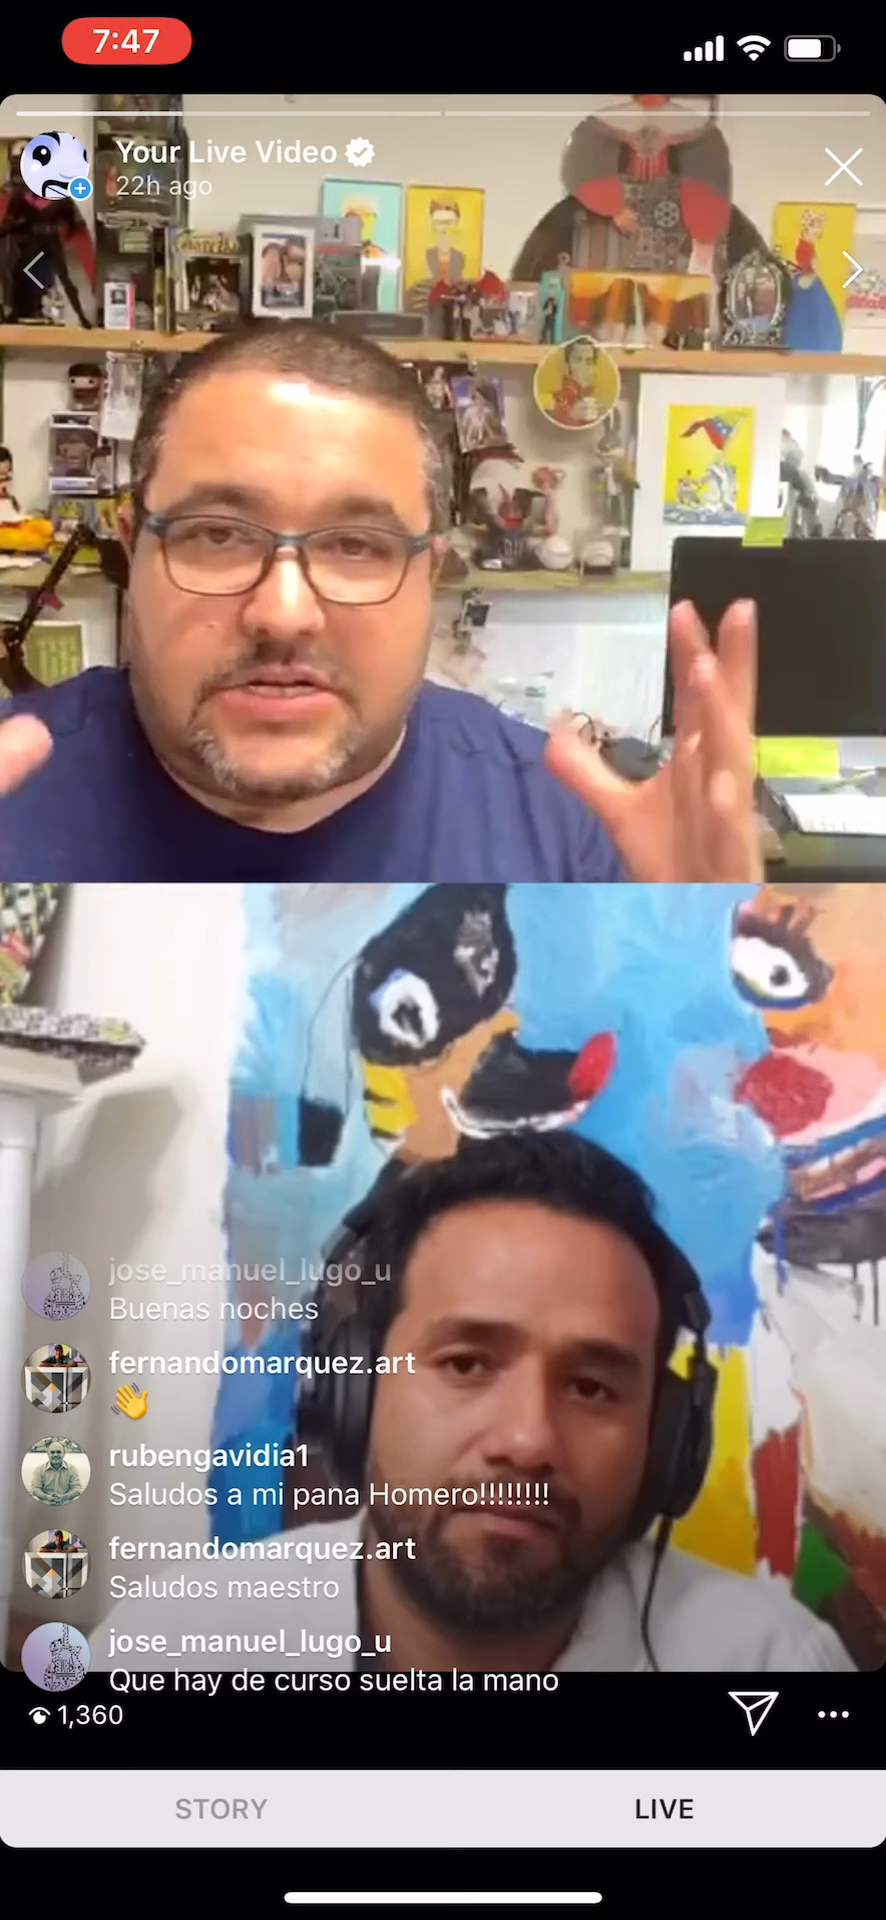 7:47
Your Live Video
22h ago
jose_manuel_lugo_u
Buenas noches
fernandomarquez.art
👋
rubengavidia1
Saludos a mi pana Homero!!!!!!!!
fernandomarquez.art
Saludos maestro
jose_manuel_lugo_u
Que hay de curso suelta la mano
1,360
STORY
LIVE